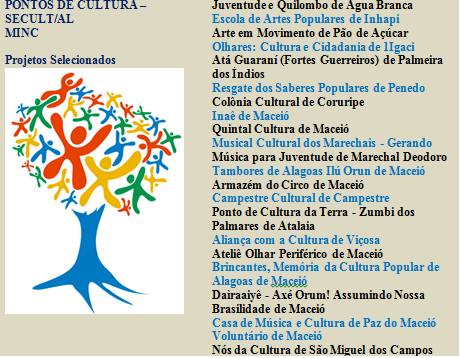 PONTOS DE CULTURA –
SECULT/AL
MINC
Projetos Selecionados
Juventude e Quilombo de Água Branca
Escola de Artes Populares de Inhapi
Arte em Movimento de Pão de Açúcar
Olhares: Cultura e Cidadania de 1Igaci
Atá Guaraní (Fortes Guerreiros) de Palmeira
dos Índios
Resgate dos Saberes Populares de Penedo
Colônia Cultural de Coruripe
Inaê de Maceió
Quintal Cultura de Maceió
Musical Cultural dos Marechais - Gerando
Música para Juventude de Marechal Deodoro
Tambores de Alagoas Ilú Orun de Maceió
Armazém do Circo de Maceió
Campestre Cultural de Campestre
Ponto de Cultura da Terra - Zumbi dos
Palmares de Atalaia
Aliança com a Cultura de Viçosa
Ateliê Olhar Periférico de Maceió
Brincantes, Memória da Cultura Popular de
Alagoas de Maceió
Dairaaiyê - Axé Orum! Assumindo Nossa
Brasilidade de Maceió
Casa de Música e Cultura de Paz do Maceió
Voluntário de Maceió
Nós da Cultura de São Miguel dos Campos